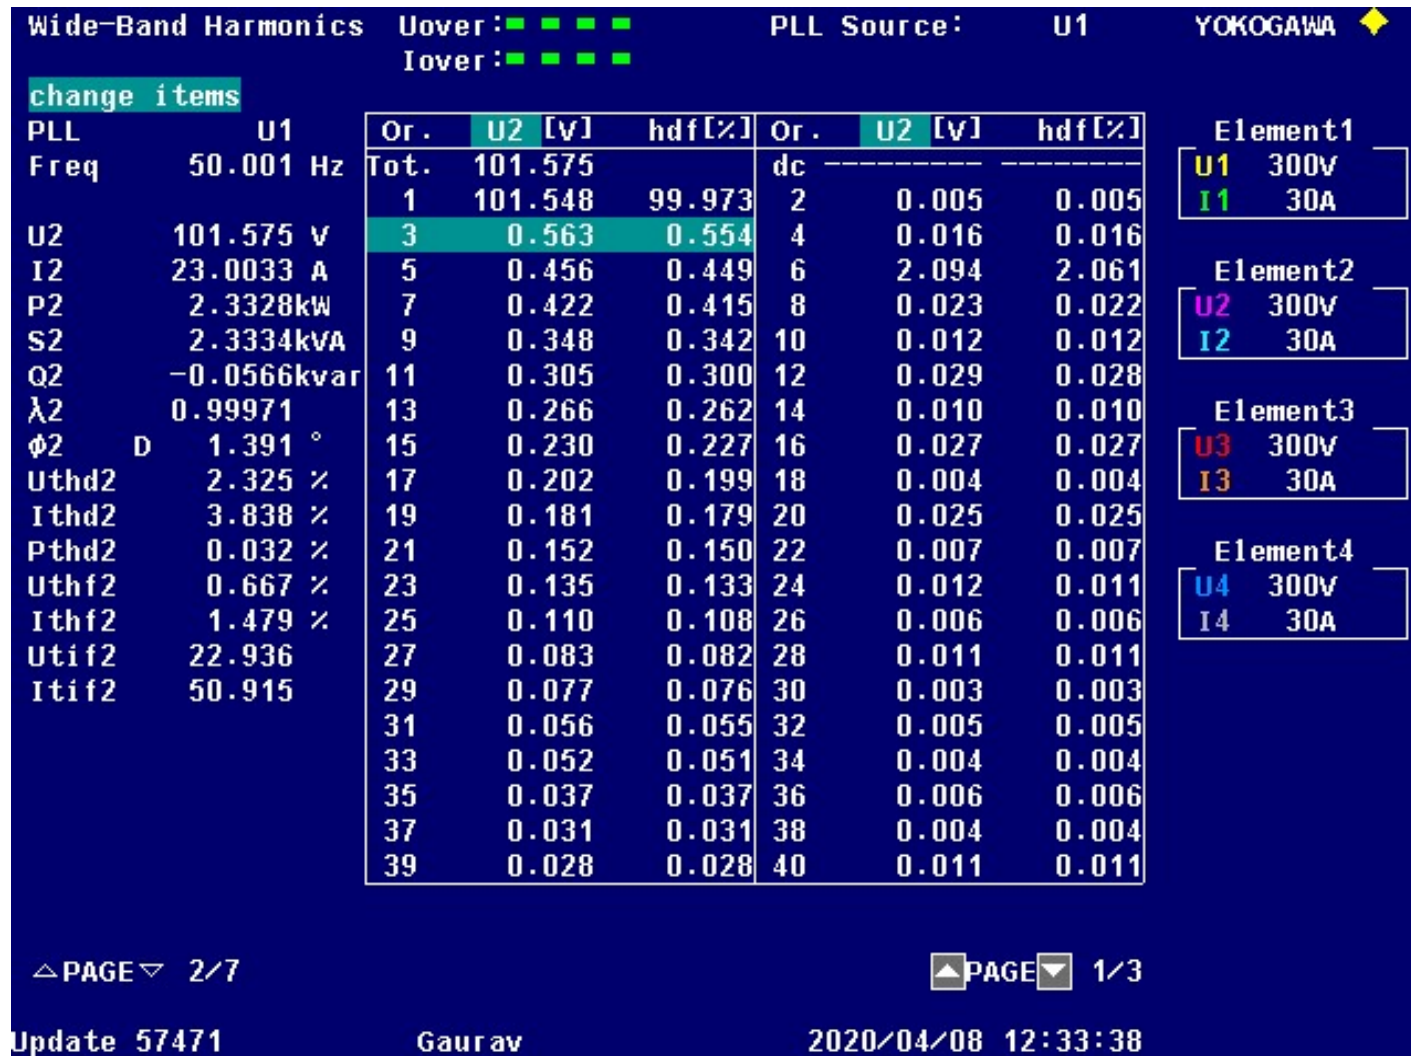 Wide-Band Harmonics Uover: PLL Source: U1 YOKOGAWA
Iover:
change items
PLL U1 Or. U2 [V] hdf[%] Or. U2 [V] hdf[%] Element1
Freq 50.001 Hz Tot. 101.575 dc --------- ------- U1 300V
1 101.548 99.973 2 0.005 0.005 I1 30A
U2 101.575 V 3 0.563 0.554 4 0.016 0.016
I2 23.0033 A 5 0.456 0.449 6 2.094 2.061 Element2
P2 2.3328kW 7 0.422 0.415 8 0.023 0.022 U2 300V
S2 2.3334kVA 9 0.348 0.342 10 0.012 0.012 I2 30A
Q2 -0.0566kvar 11 0.305 0.300 12 0.029 0.028
λ2 0.99971 13 0.266 0.262 14 0.010 0.010 Element3
ϕ2 D 1.391 ° 15 0.230 0.227 16 0.027 0.027 U3 300V
Uthd2 2.325 % 17 0.202 0.199 18 0.004 0.004 I3 30A
Ithd2 3.838 % 19 0.181 0.179 20 0.025 0.025
Pthd2 0.032 % 21 0.152 0.150 22 0.007 0.007 Element4
Uthf2 0.667 % 23 0.135 0.133 24 0.012 0.011 U4 300V
Ithf2 1.479 % 25 0.110 0.108 26 0.006 0.006 I4 30A
Utif2 22.936 27 0.083 0.082 28 0.011 0.011
Itif2 50.915 29 0.077 0.076 30 0.003 0.003
31 0.056 0.055 32 0.005 0.005
33 0.052 0.051 34 0.004 0.004
35 0.037 0.037 36 0.006 0.006
37 0.031 0.031 38 0.004 0.004
39 0.028 0.028 40 0.011 0.011
△PAGE▽ 2/7 ▲PAGE▼ 1/3
Update 57471 Gaurav 2020/04/08 12:33:38